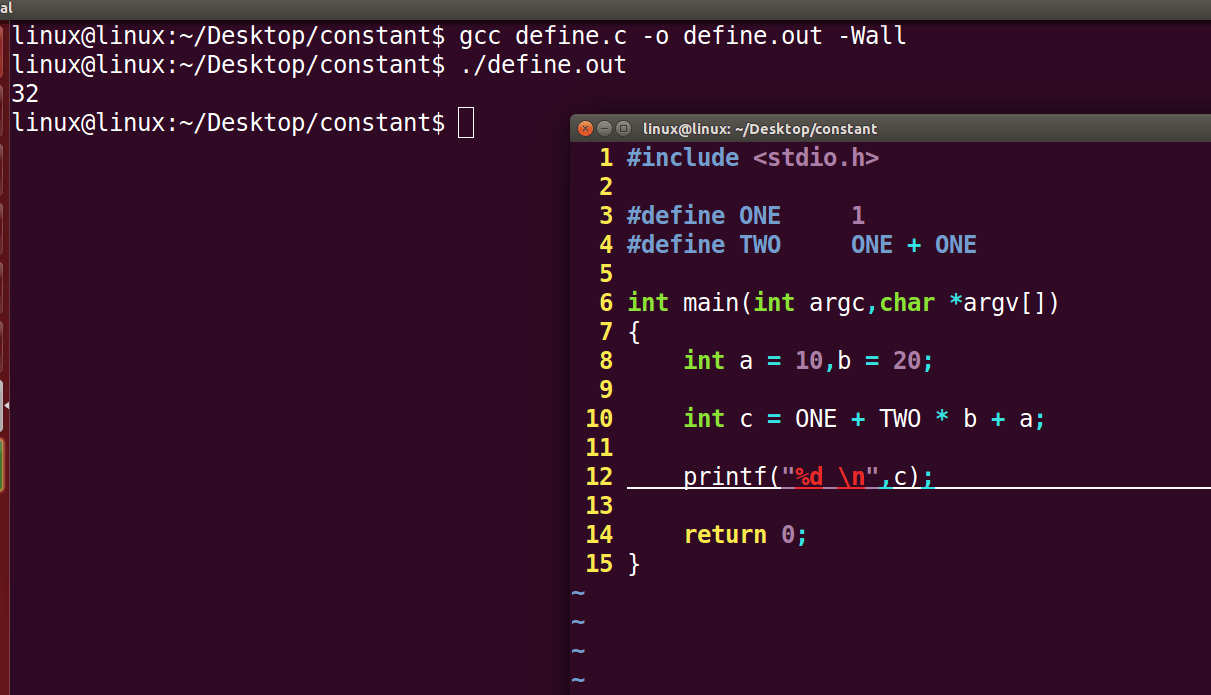 al
linux@linux:~/Desktop/constant$ gcc define.c -o define.out -Wall
linux@linux:~/Desktop/constant$ ./define.out
32
linux@linux:~/Desktop/constant$
linux@linux: ~/Desktop/constant
1 #include <stdio.h>
2
3 #define ONE     1
4 #define TWO     ONE + ONE
5
6 int main(int argc,char *argv[])
7 {
8     int a = 10,b = 20;
9
10     int c = ONE + TWO * b + a;
11
12     printf("%d \n",c);
13
14     return 0;
15 }
~
~
~
~